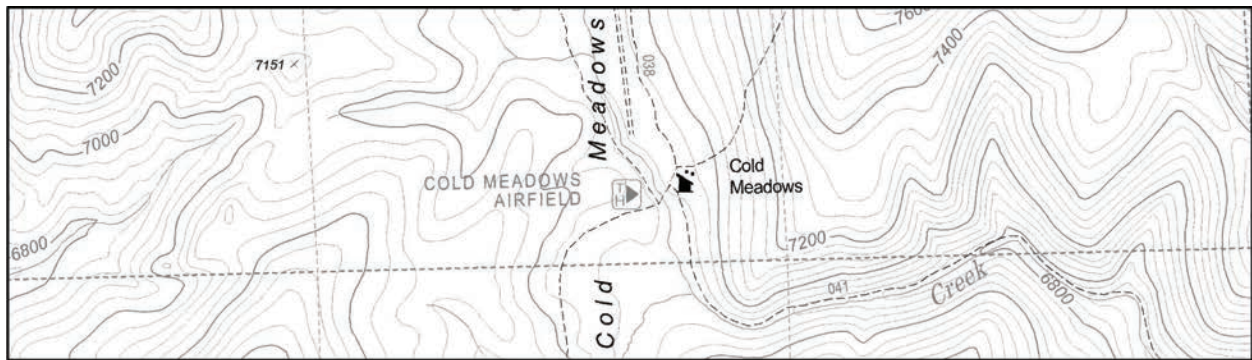 7600
7200
7151
7400
038
Meadows
7000
Cold
Meadows
COLD MEADOWS
AIRFIELD
T
H
6800
7200
Cold
041
Creek
6800